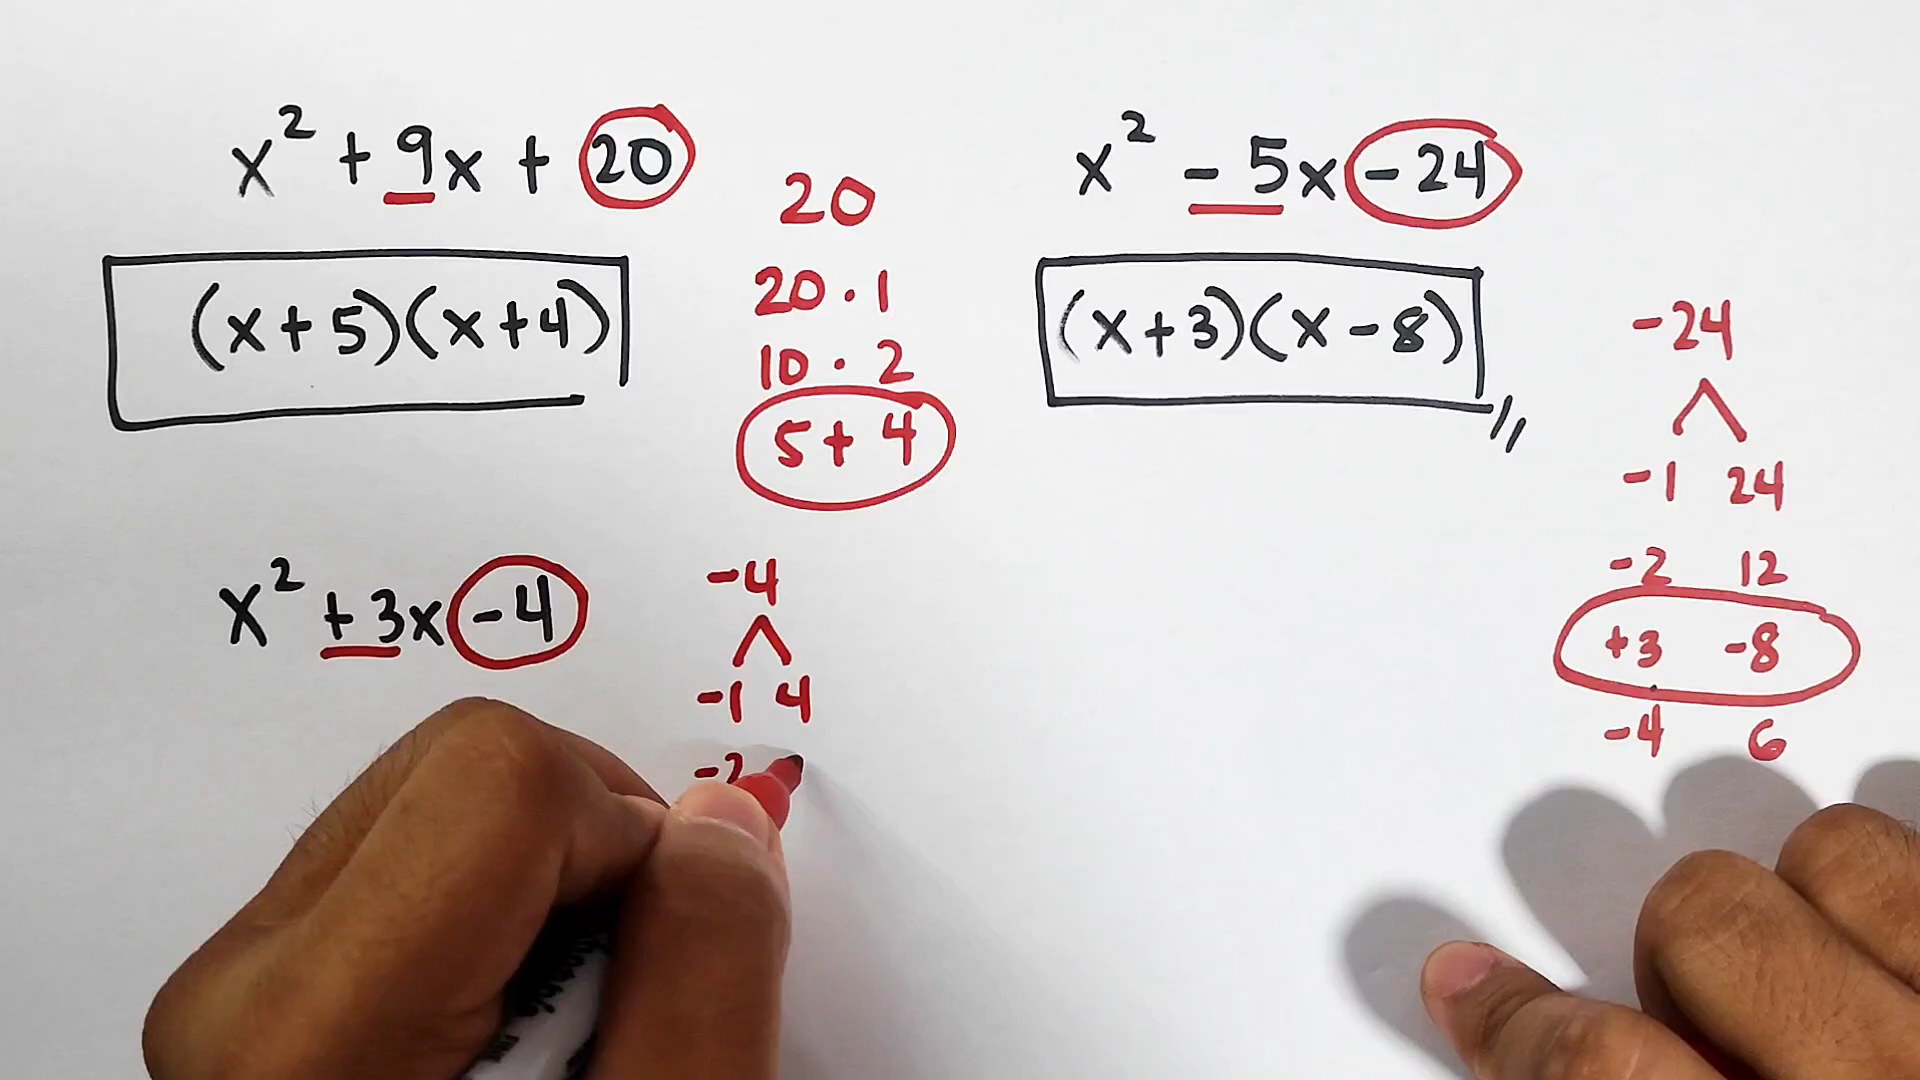 x² + 9x + 20
(x+5)(x+4)
20
20 · 1
10 · 2
5 + 4
x² - 5x - 24
(x+3)(x-8)
-24
-1 24
-2 12
+3 -8
-4 6
x² + 3x - 4
-4
-1 4
-2